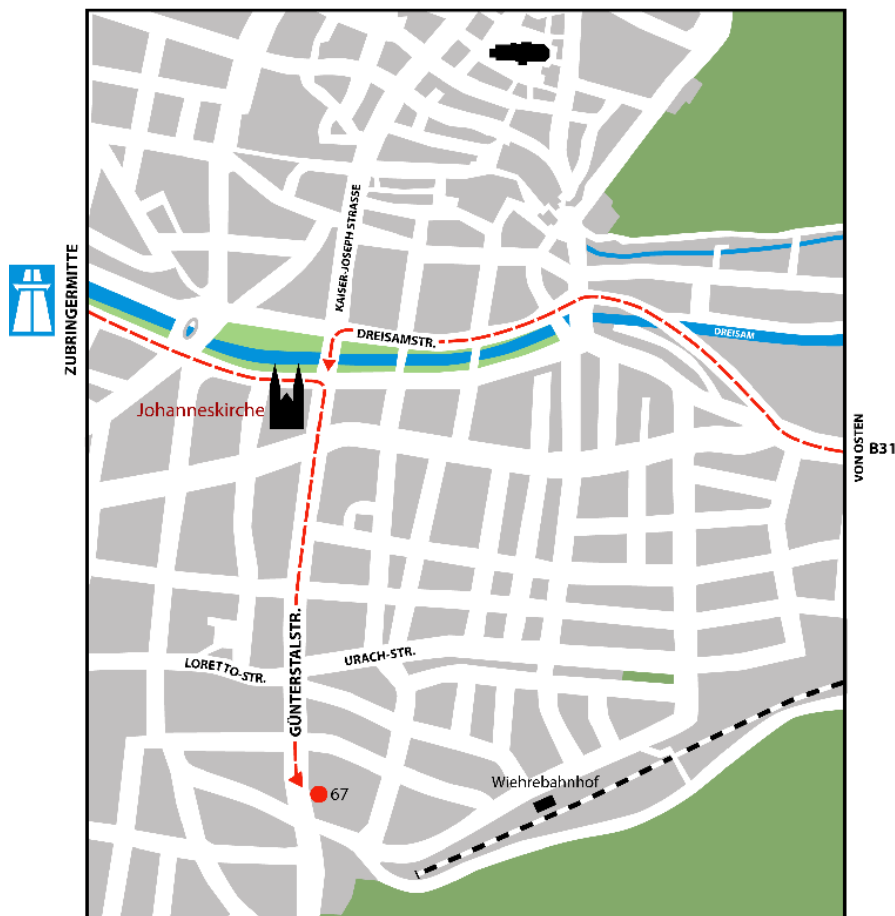 KAISER-JOSEPH STRASSE
ZUBRINGERMITTE
DREISAMSTR.
DREISAM
Johanneskirche
VON OSTEN
B31
GÜNTERSTALSTR.
URACH-STR.
LORETTO-STR.
Wiehrebahnhof
67